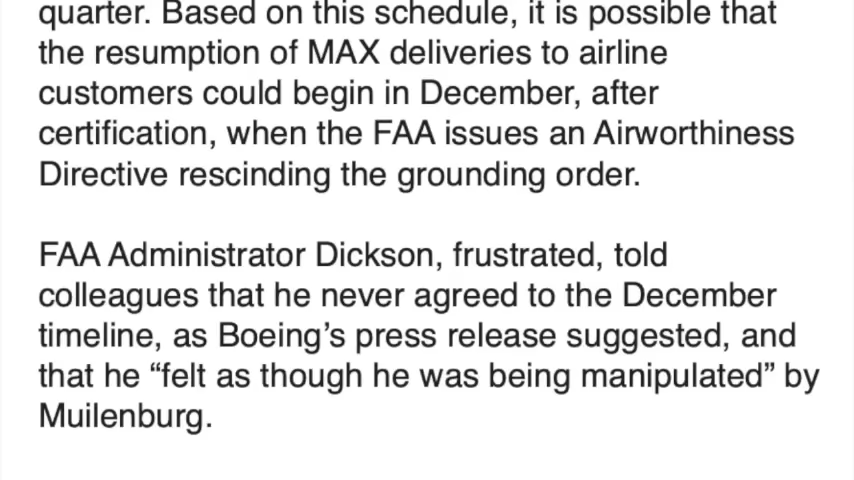 quarter. Based on this schedule, it is possible that
the resumption of MAX deliveries to airline
customers could begin in December, after
certification, when the FAA issues an Airworthiness
Directive rescinding the grounding order.
FAA Administrator Dickson, frustrated, told
colleagues that he never agreed to the December
timeline, as Boeing’s press release suggested, and
that he “felt as though he was being manipulated” by
Muilenburg.